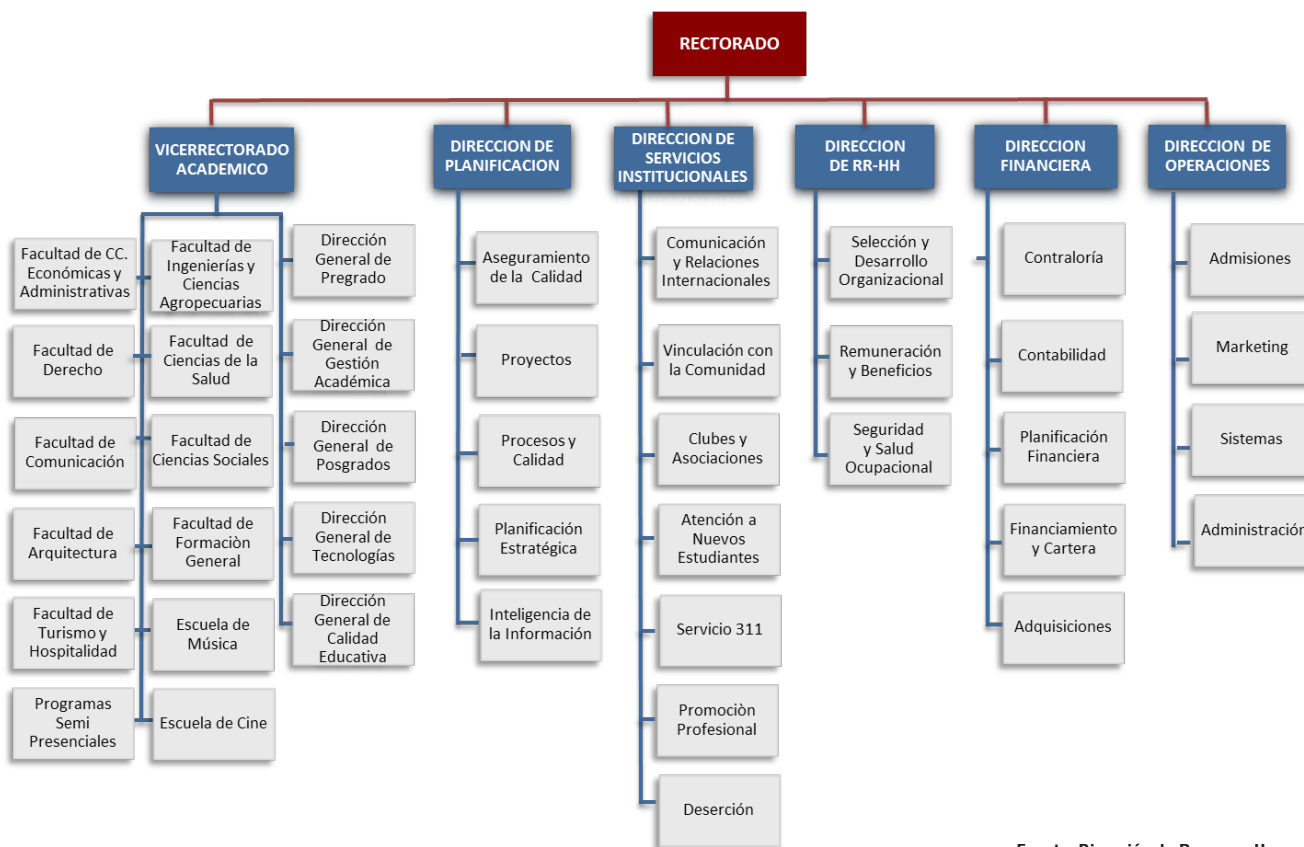 RECTORADO
VICERRECTORADO
ACADEMICO
DIRECCION DE
PLANIFICACION
DIRECCION DE
SERVICIOS
INSTITUCIONALES
DIRECCION
DE RR-HH
DIRECCION
FINANCIERA
DIRECCION DE
OPERACIONES
Facultad de CC.
Económicas y
Administrativas
Facultad de
Derecho
Facultad de
Comunicación
Facultad de
Arquitectura
Facultad de
Turismo y
Hospitalidad
Programas
Semi
Presenciales
Facultad de
Ingenierías y
Ciencias
Agropecuarias
Facultad de
Ciencias de la
Salud
Facultad de
Ciencias Sociales
Facultad de
Formaciòn
General
Escuela de
Música
Escuela de Cine
Dirección
General de
Pregrado
Dirección
General de
Gestión
Académica
Dirección
General de
Posgrados
Dirección
General de
Tecnologías
Dirección
General de
Calidad
Educativa
Aseguramiento
de la Calidad
Proyectos
Procesos y
Calidad
Planificación
Estratégica
Inteligencia de
la Información
Comunicación
y Relaciones
Internacionales
Vinculación con
la Comunidad
Clubes y
Asociaciones
Atención a
Nuevos
Estudiantes
Servicio 311
Promociòn
Profesional
Deserción
Selección y
Desarrollo
Organizacional
Remuneración
y Beneficios
Seguridad
y Salud
Ocupacional
Contraloría
Contabilidad
Planificación
Financiera
Financiamiento
y Cartera
Adquisiciones
Admisiones
Marketing
Sistemas
Administración